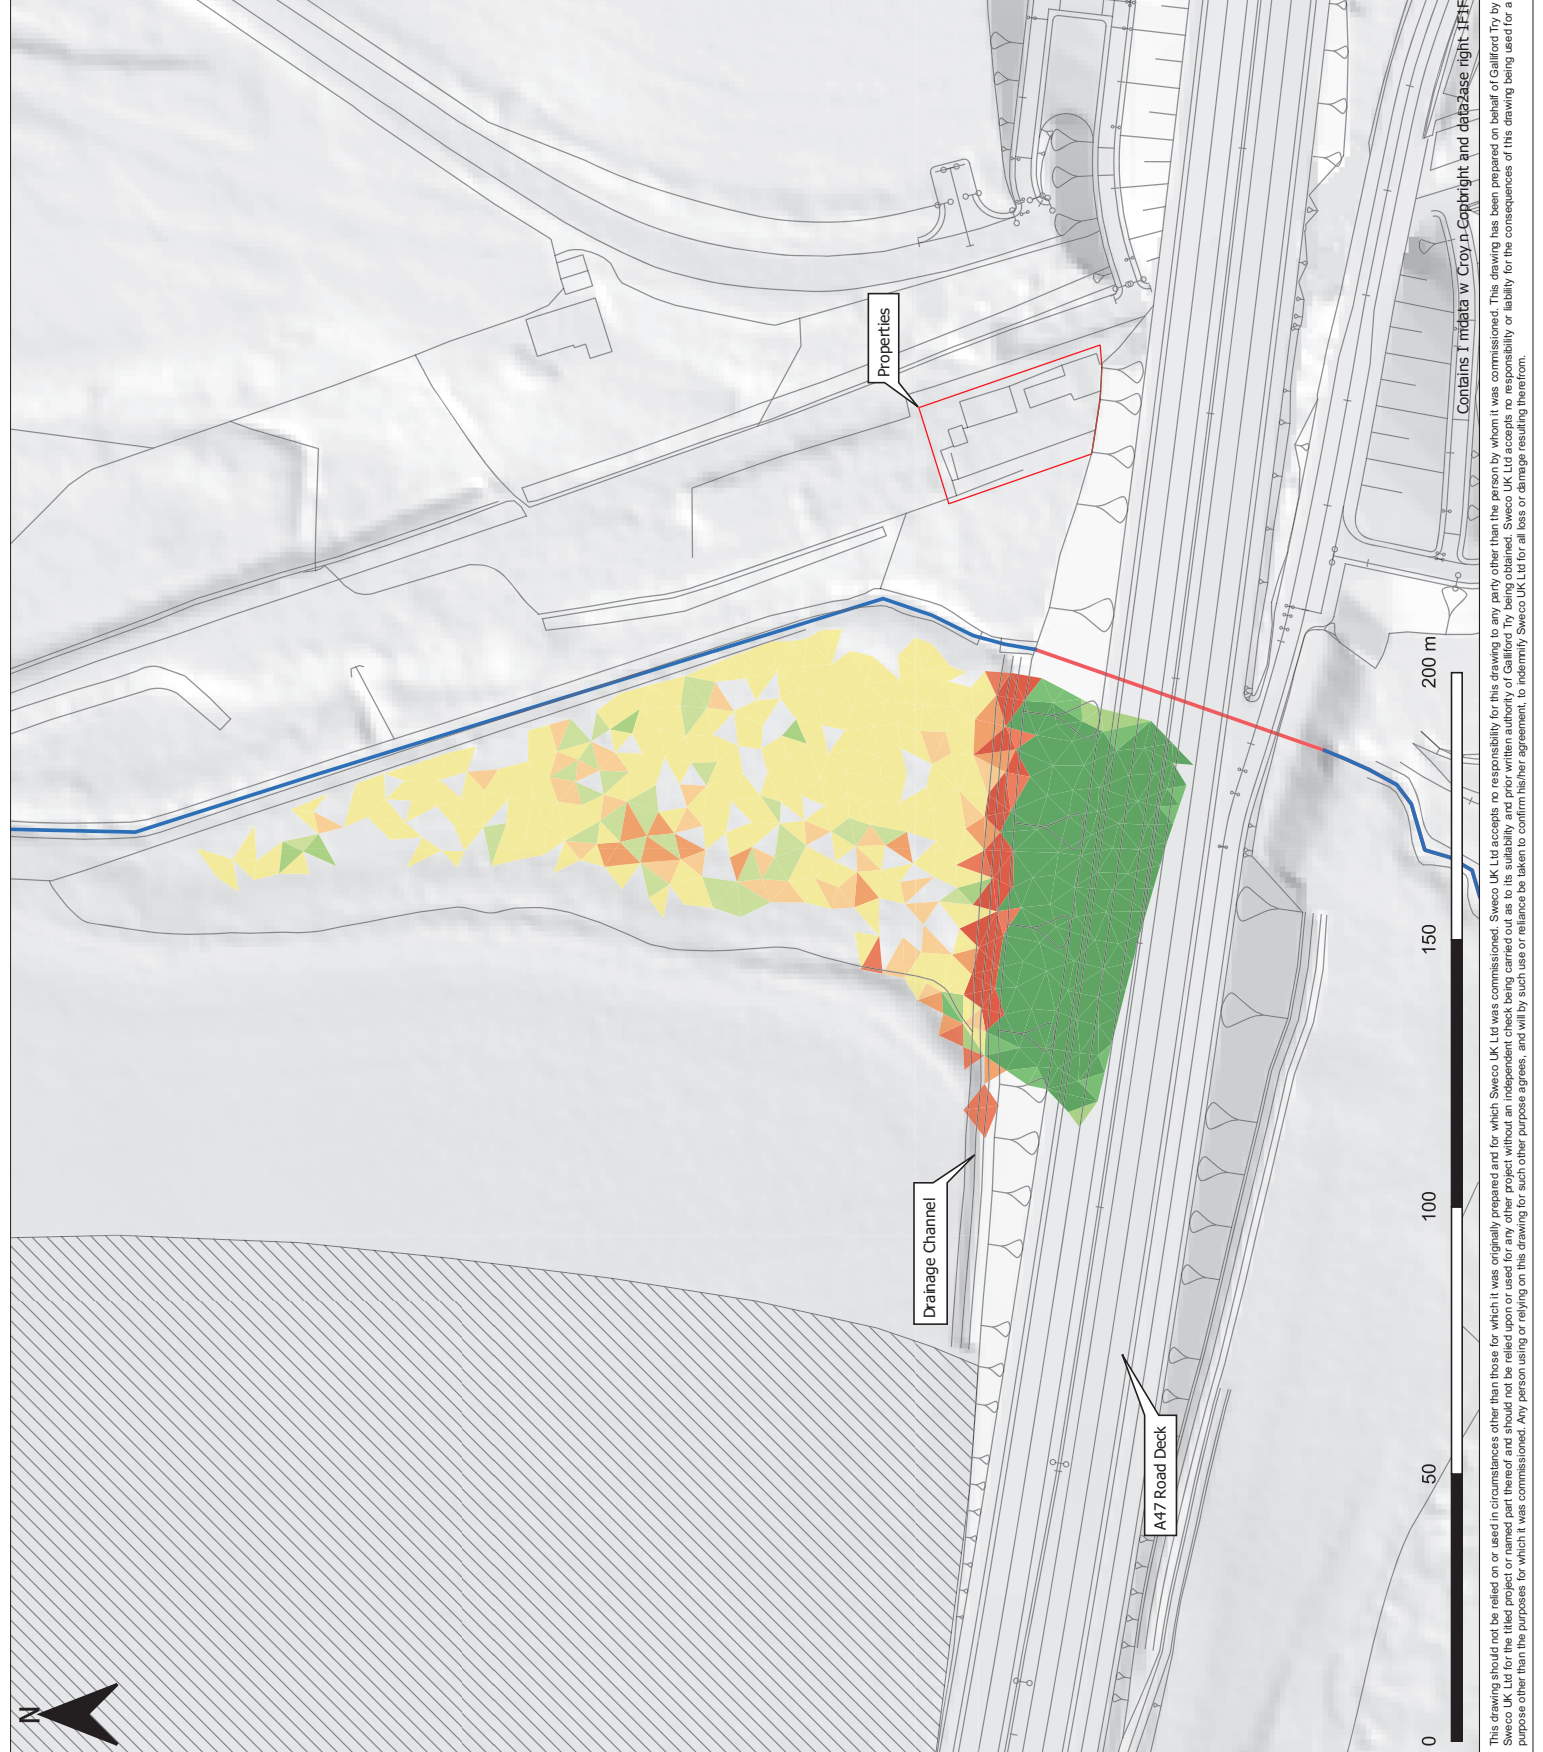 N
Properties
Drainage Channel
A47 Road Deck
0
50
100
150
200 m
Contains I mdata w Croy n Copbright and data2ase right 1F1F
This drawing should not be relied on or used in circumstances other than those for which it was originally prepared and for which Sweco UK Ltd was commissioned. Sweco UK Ltd accepts no responsibility for this drawing to any party other than the person by whom it was commissioned. This drawing has been prepared on behalf of Galliford Try by
Sweco UK Ltd for the titled project or named part thereof and should not be relied upon or used for any other project without an independent check being carried out as to its suitability and prior written authority of Galliford Try being obtained. Sweco UK Ltd accepts no responsibility or liability for the consequences of this drawing being used for a
purpose other than the purposes for which it was commissioned. Any person using or relying on this drawing for such other purpose agrees, and will by such use or reliance be taken to confirm his/her agreement, to indemnify Sweco UK Ltd for all loss or damage resulting therefrom.